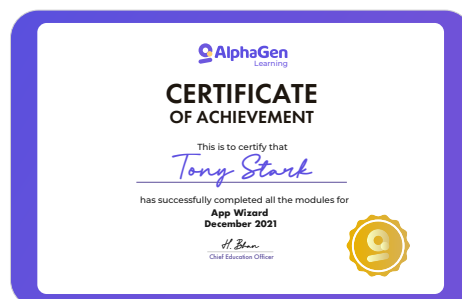 AlphaGen
Learning
CERTIFICATE
OF ACHIEVEMENT
This is to certify that
Tony Stark
has successfully completed all the modules for
App Wizard
December 2021
H. Bhan
Chief Education Officer